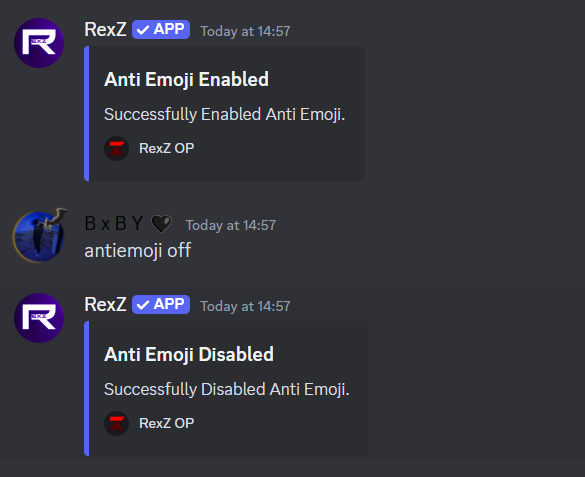 RexZ ✓ APP Today at 14:57
Anti Emoji Enabled
Successfully Enabled Anti Emoji.
RexZ OP
B x B Y 🖤 Today at 14:57
antiemoji off
RexZ ✓ APP Today at 14:57
Anti Emoji Disabled
Successfully Disabled Anti Emoji.
RexZ OP